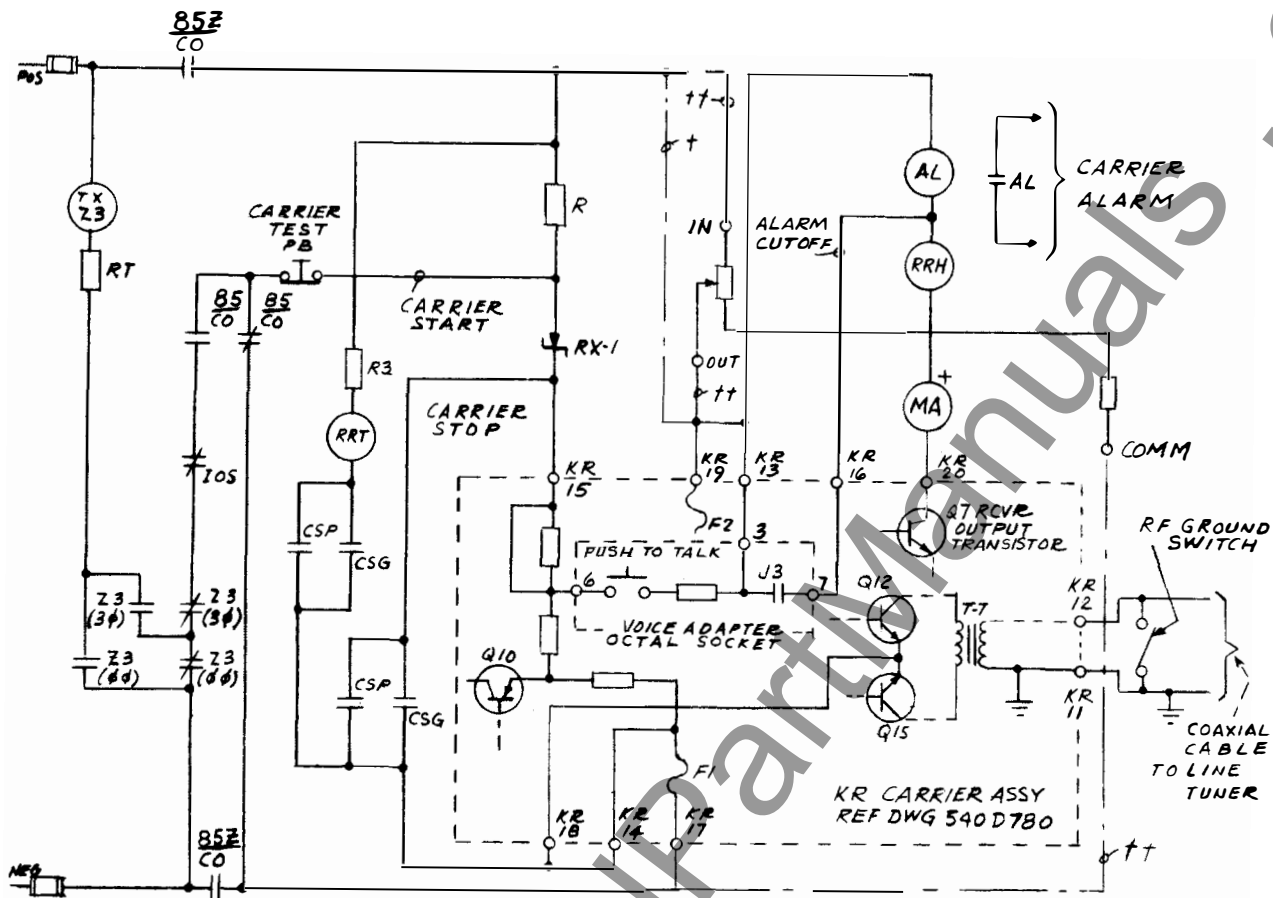 85Z
CO
POS
††
†
TX
Z3
RT
CARRIER
TEST
PB
R
IN
ALARM
CUTOFF
AL
AL
CARRIER
ALARM
RRH
85
CO
85
CO
CARRIER
START
RX-1
R3
OUT
††
+
MA
RRT
CARRIER
STOP
IOS
COMM
KR
15
KR
19
KR
13
KR
16
KR
20
F2
Q7 RCVR
OUTPUT
TRANSISTOR
RF GROUND
SWITCH
CSP
CSG
3
PUSH TO TALK
J3
6
7
VOICE ADAPTER
OCTAL SOCKET
Q12
T-7
KR
12
Z3
(3ϕ)
Z3
(3ϕ)
Z3
(ϕϕ)
Z3
(ϕϕ)
Q10
CSP
CSG
Q15
KR
11
COAXIAL
CABLE
TO LINE
TUNER
F1
KR
18
KR
14
KR
17
KR CARRIER ASSY
REF DWG 540D780
††
85Z
CO
NEG
PartManuals